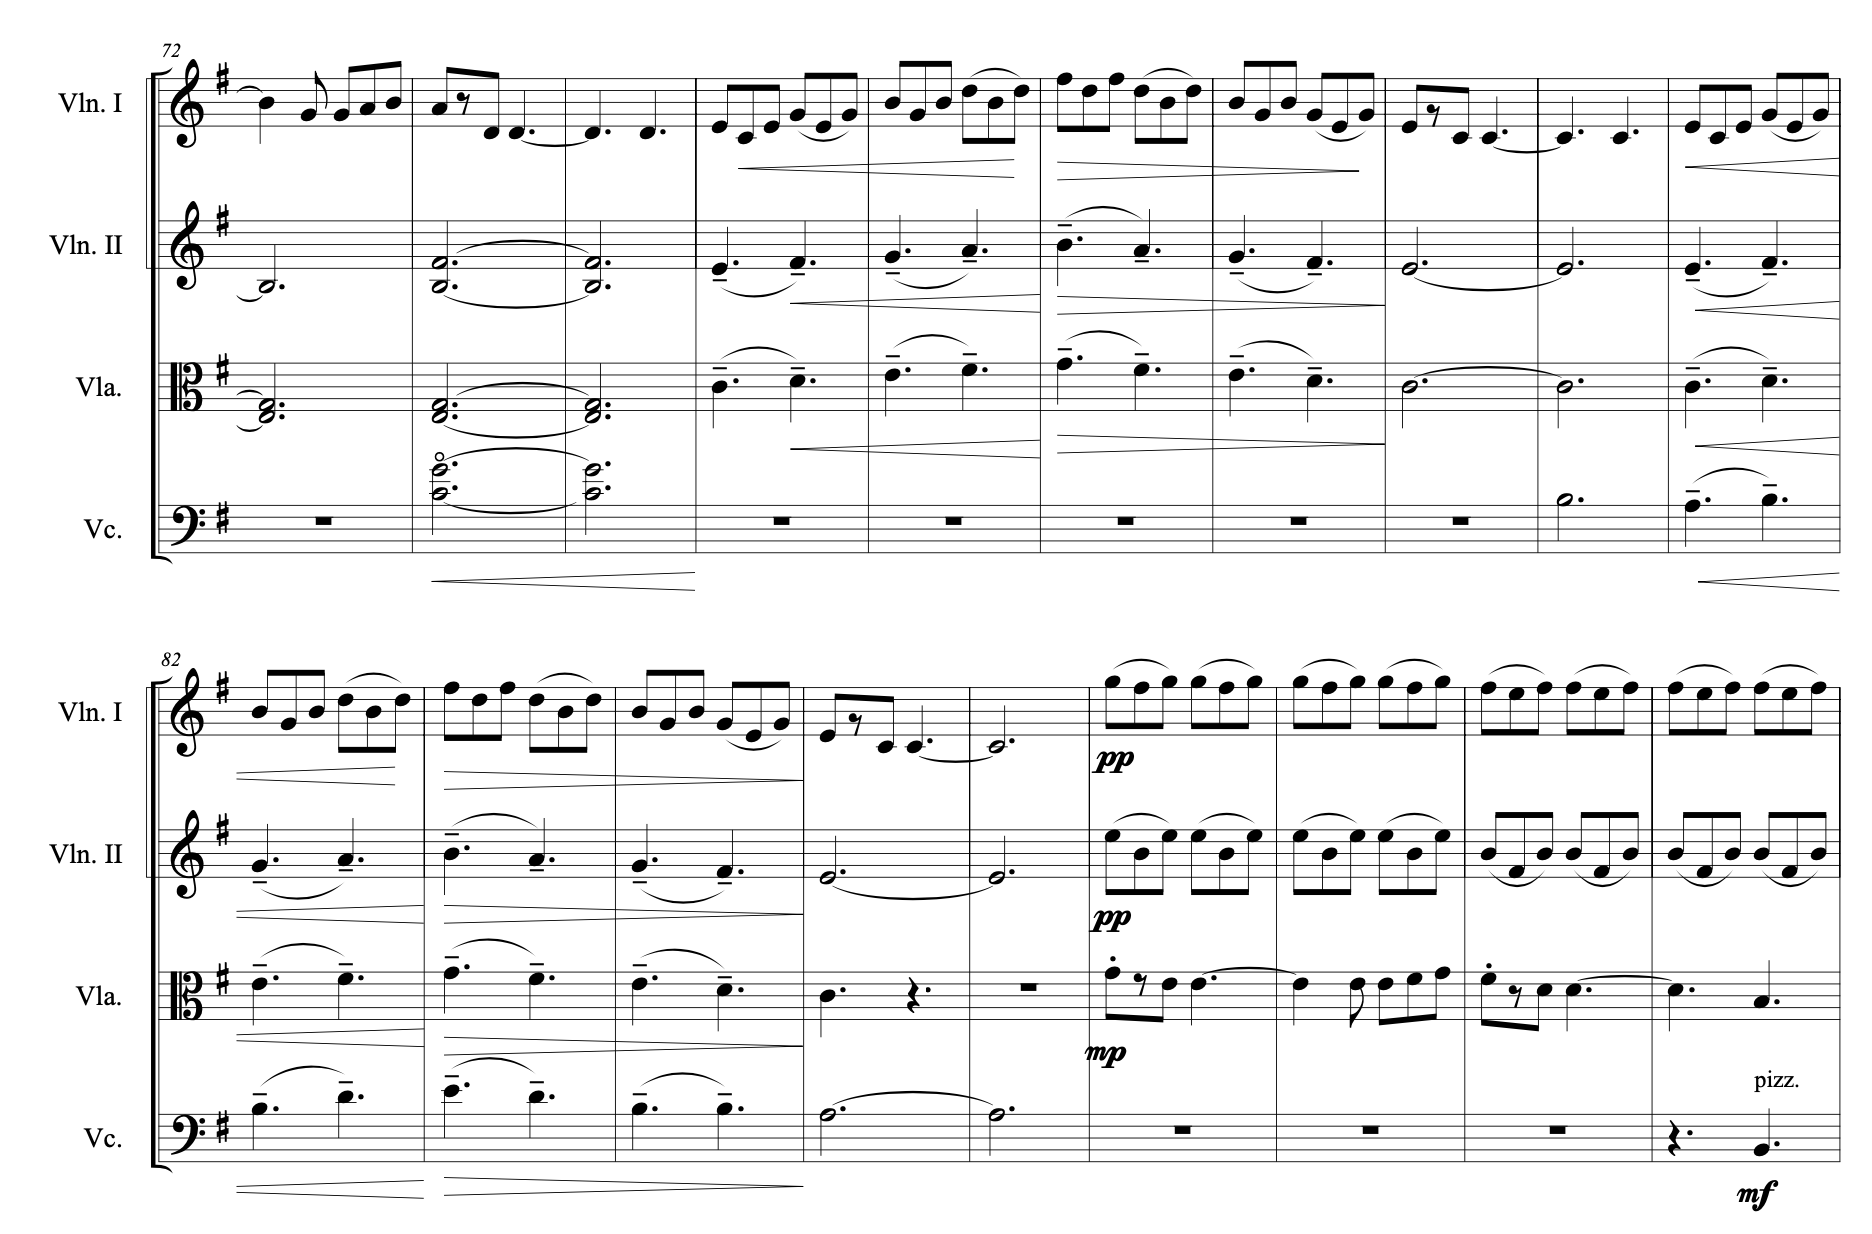 72
Vln. I
Vln. II
Vla.
Vc.
82
Vln. I
pp
Vln. II
pp
Vla.
mp
pizz.
Vc.
mf